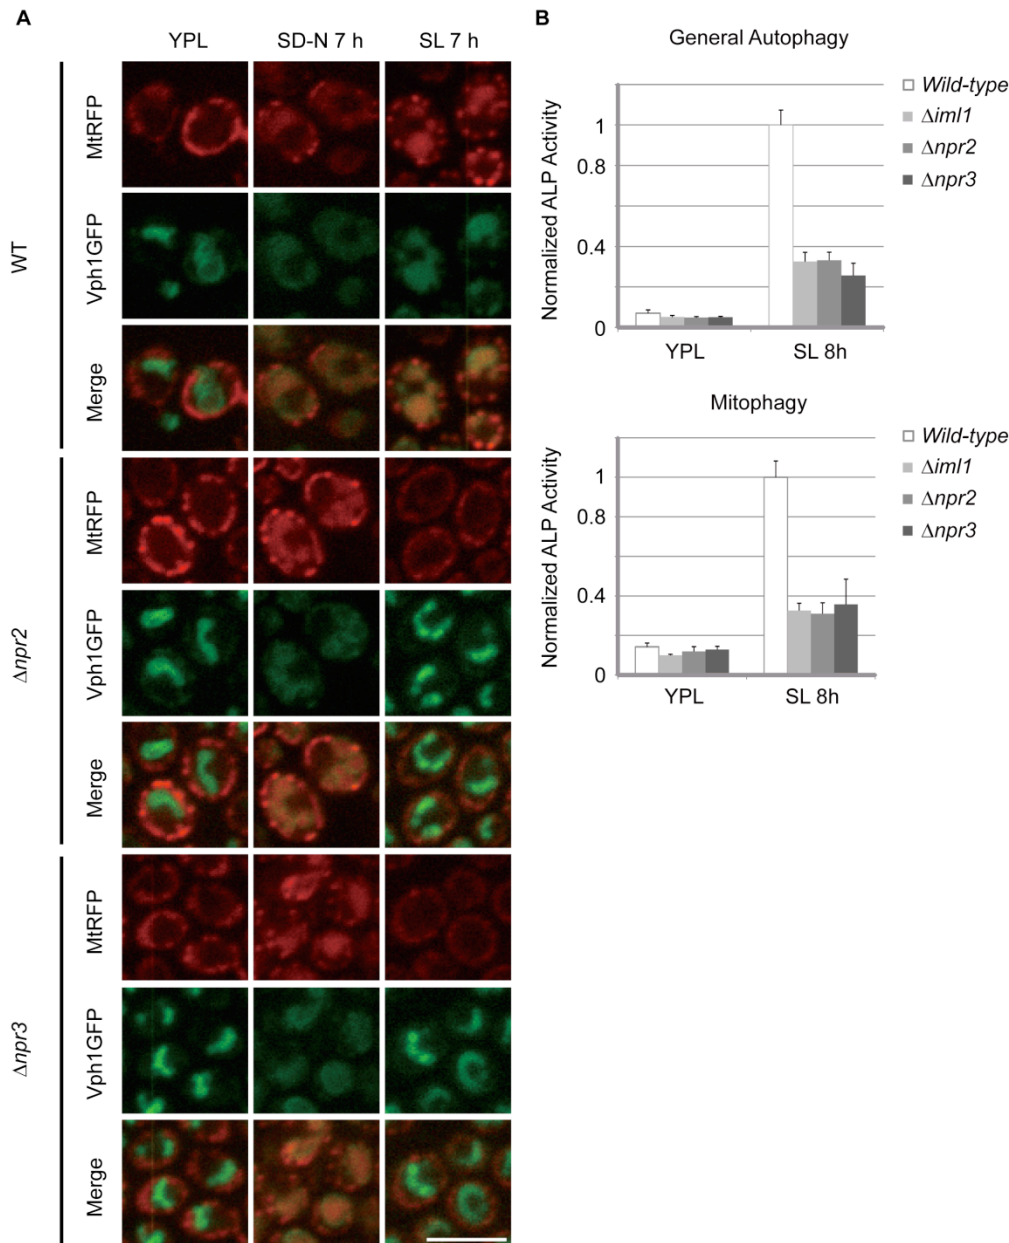 A
YPL
SD-N 7 h
SL 7 h
WT
MtRFP
Vph1GFP
Merge
Δnpr2
MtRFP
Vph1GFP
Merge
Δnpr3
MtRFP
Vph1GFP
Merge
B
General Autophagy
Normalized ALP Activity
1
0.8
0.4
0
YPL
SL 8h
Wild-type
Δiml1
Δnpr2
Δnpr3
Mitophagy
Normalized ALP Activity
1
0.8
0.4
0
YPL
SL 8h
Wild-type
Δiml1
Δnpr2
Δnpr3